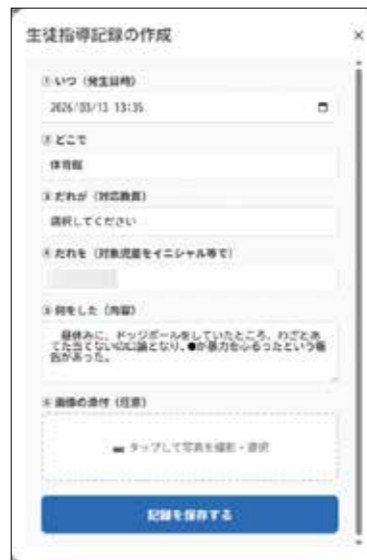 生徒指導記録の作成
×
① いつ（発生日時）
2026/03/13 13:35
② どこで
体育館
③ だれが（対応教員）
選択してください
④ だれを（対象児童をイニシャル等で）
⑤ 何をした（内容）
昼休みに、ドッジボールをしていたところ、わざとあ
てた当てないの口論となり、●が暴力をふるったという報
告があった。
⑥ 画像の添付（任意）
タップして写真を撮影・選択
記録を保存する